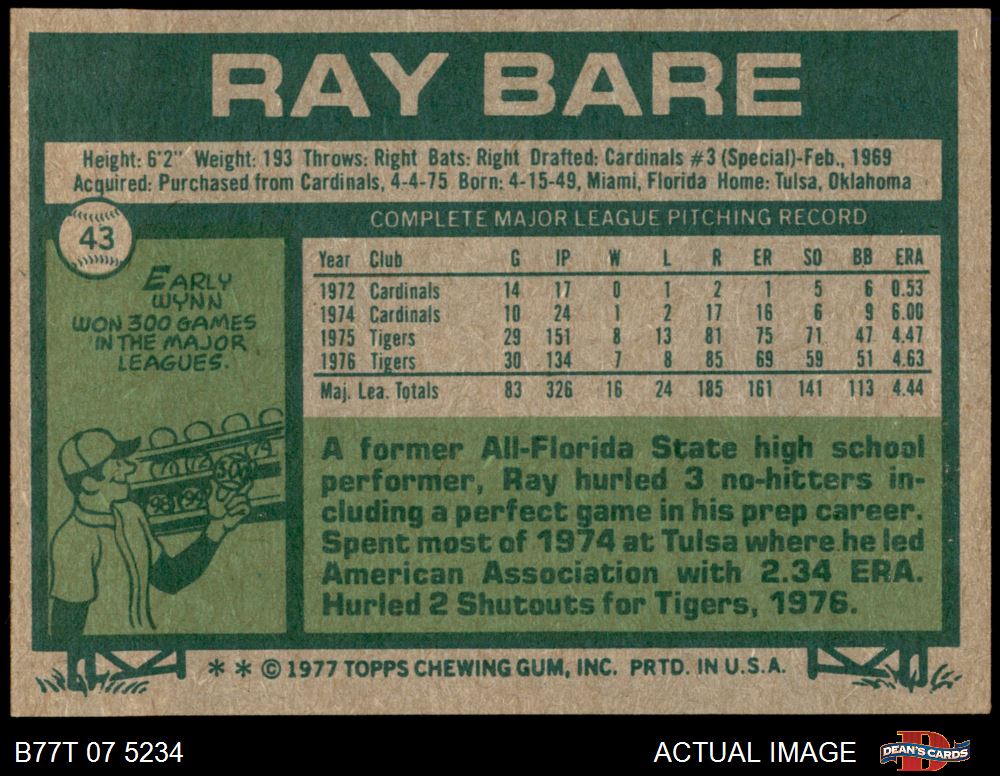 RAY BARE
Height: 6'2" Weight: 193 Throws: Right Bats: Right Drafted: Cardinals #3 (Special)-Feb., 1969
Acquired: Purchased from Cardinals, 4-4-75 Born: 4-15-49, Miami, Florida Home: Tulsa, Oklahoma
43
EARLY
WYNN
WON 300 GAMES
IN THE MAJOR
LEAGUES.
298 299
300
COMPLETE MAJOR LEAGUE PITCHING RECORD
Year Club G IP W L R ER SO BB ERA
1972 Cardinals 14 17 0 1 2 1 5 6 0.53
1974 Cardinals 10 24 1 2 17 16 6 9 6.00
1975 Tigers 29 151 8 13 81 75 71 47 4.47
1976 Tigers 30 134 7 8 85 69 59 51 4.63
Maj. Lea. Totals 83 326 16 24 185 161 141 113 4.44
A former All-Florida State high school
performer, Ray hurled 3 no-hitters in-
cluding a perfect game in his prep career.
Spent most of 1974 at Tulsa where he led
American Association with 2.34 ERA.
Hurled 2 Shutouts for Tigers, 1976.
* * © 1977 TOPPS CHEWING GUM, INC. PRTD. IN U.S.A.
B77T 07 5234
ACTUAL IMAGE
D
DEAN'S CARDS